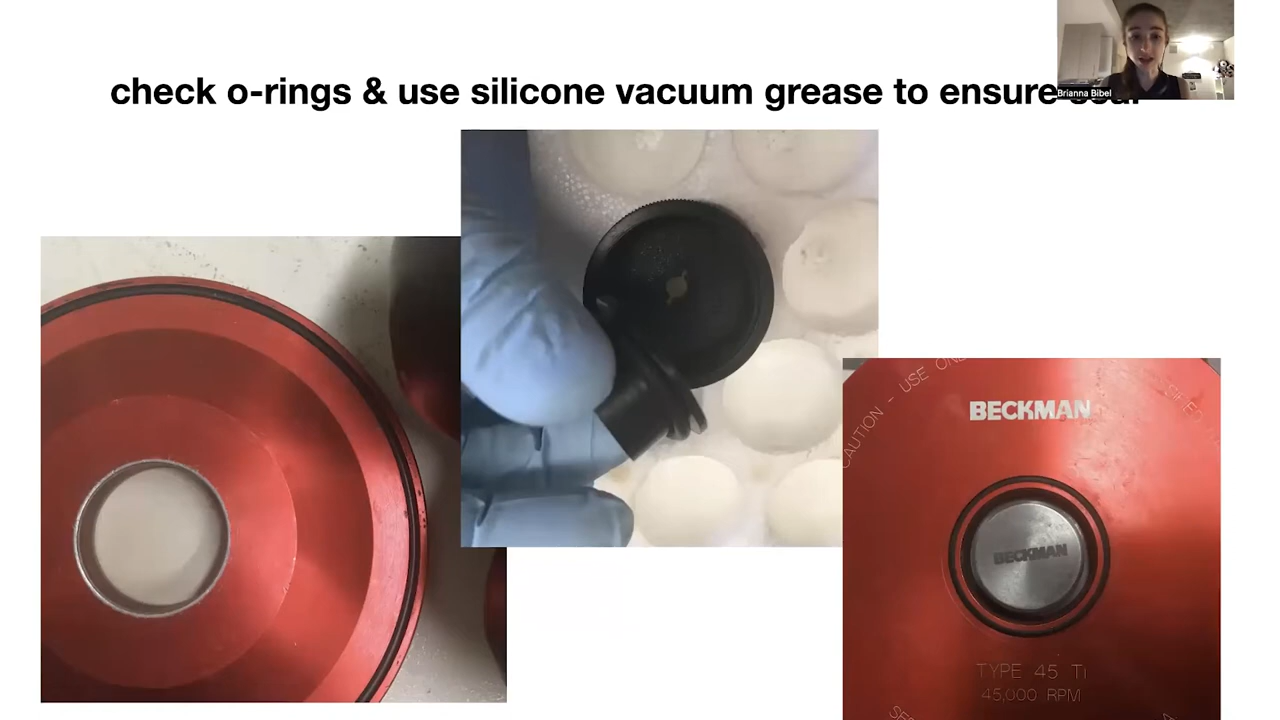 check o-rings & use silicone vacuum grease to ensure seal
Brianna Bibel
CAUTION - USE ON
BECKMAN
BECKMAN
TYPE 45 Ti
45,000 RPM